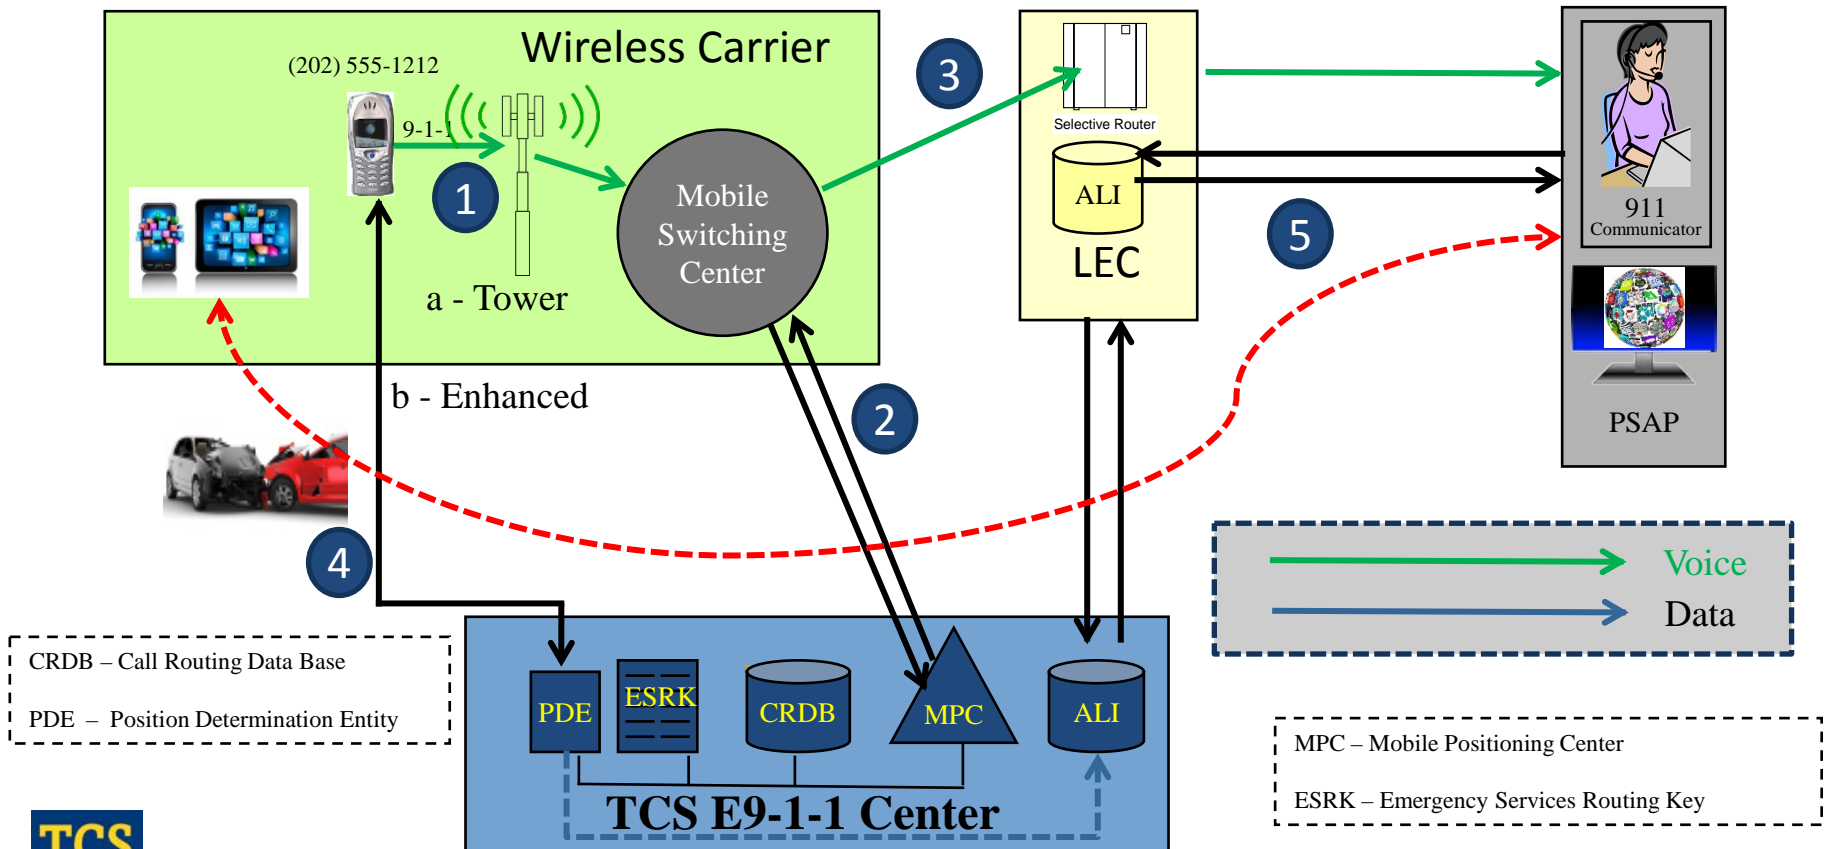 Wireless Carrier
(202) 555-1212
9-1-1
1
a - Tower
Mobile
Switching
Center
3
Selective Router
ALI
LEC
5
911
Communicator
PSAP
b - Enhanced
2
4
Voice
Data
CRDB – Call Routing Data Base
PDE – Position Determination Entity
PDE
ESRK
CRDB
MPC
ALI
TCS E9-1-1 Center
MPC – Mobile Positioning Center
ESRK – Emergency Services Routing Key
TCS